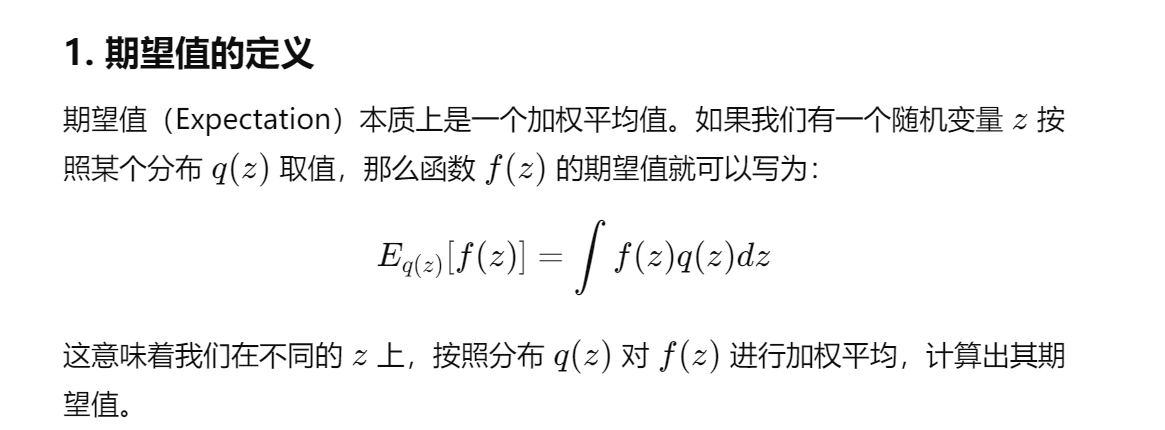 1. 期望值的定义
期望值（Expectation）本质上是一个加权平均值。如果我们有一个随机变量 z 按
照某个分布 q(z) 取值，那么函数 f(z) 的期望值就可以写为：
E_{q(z)}[f(z)] = ∫ f(z)q(z)dz
这意味着我们在不同的 z 上，按照分布 q(z) 对 f(z) 进行加权平均，计算出其期
望值。